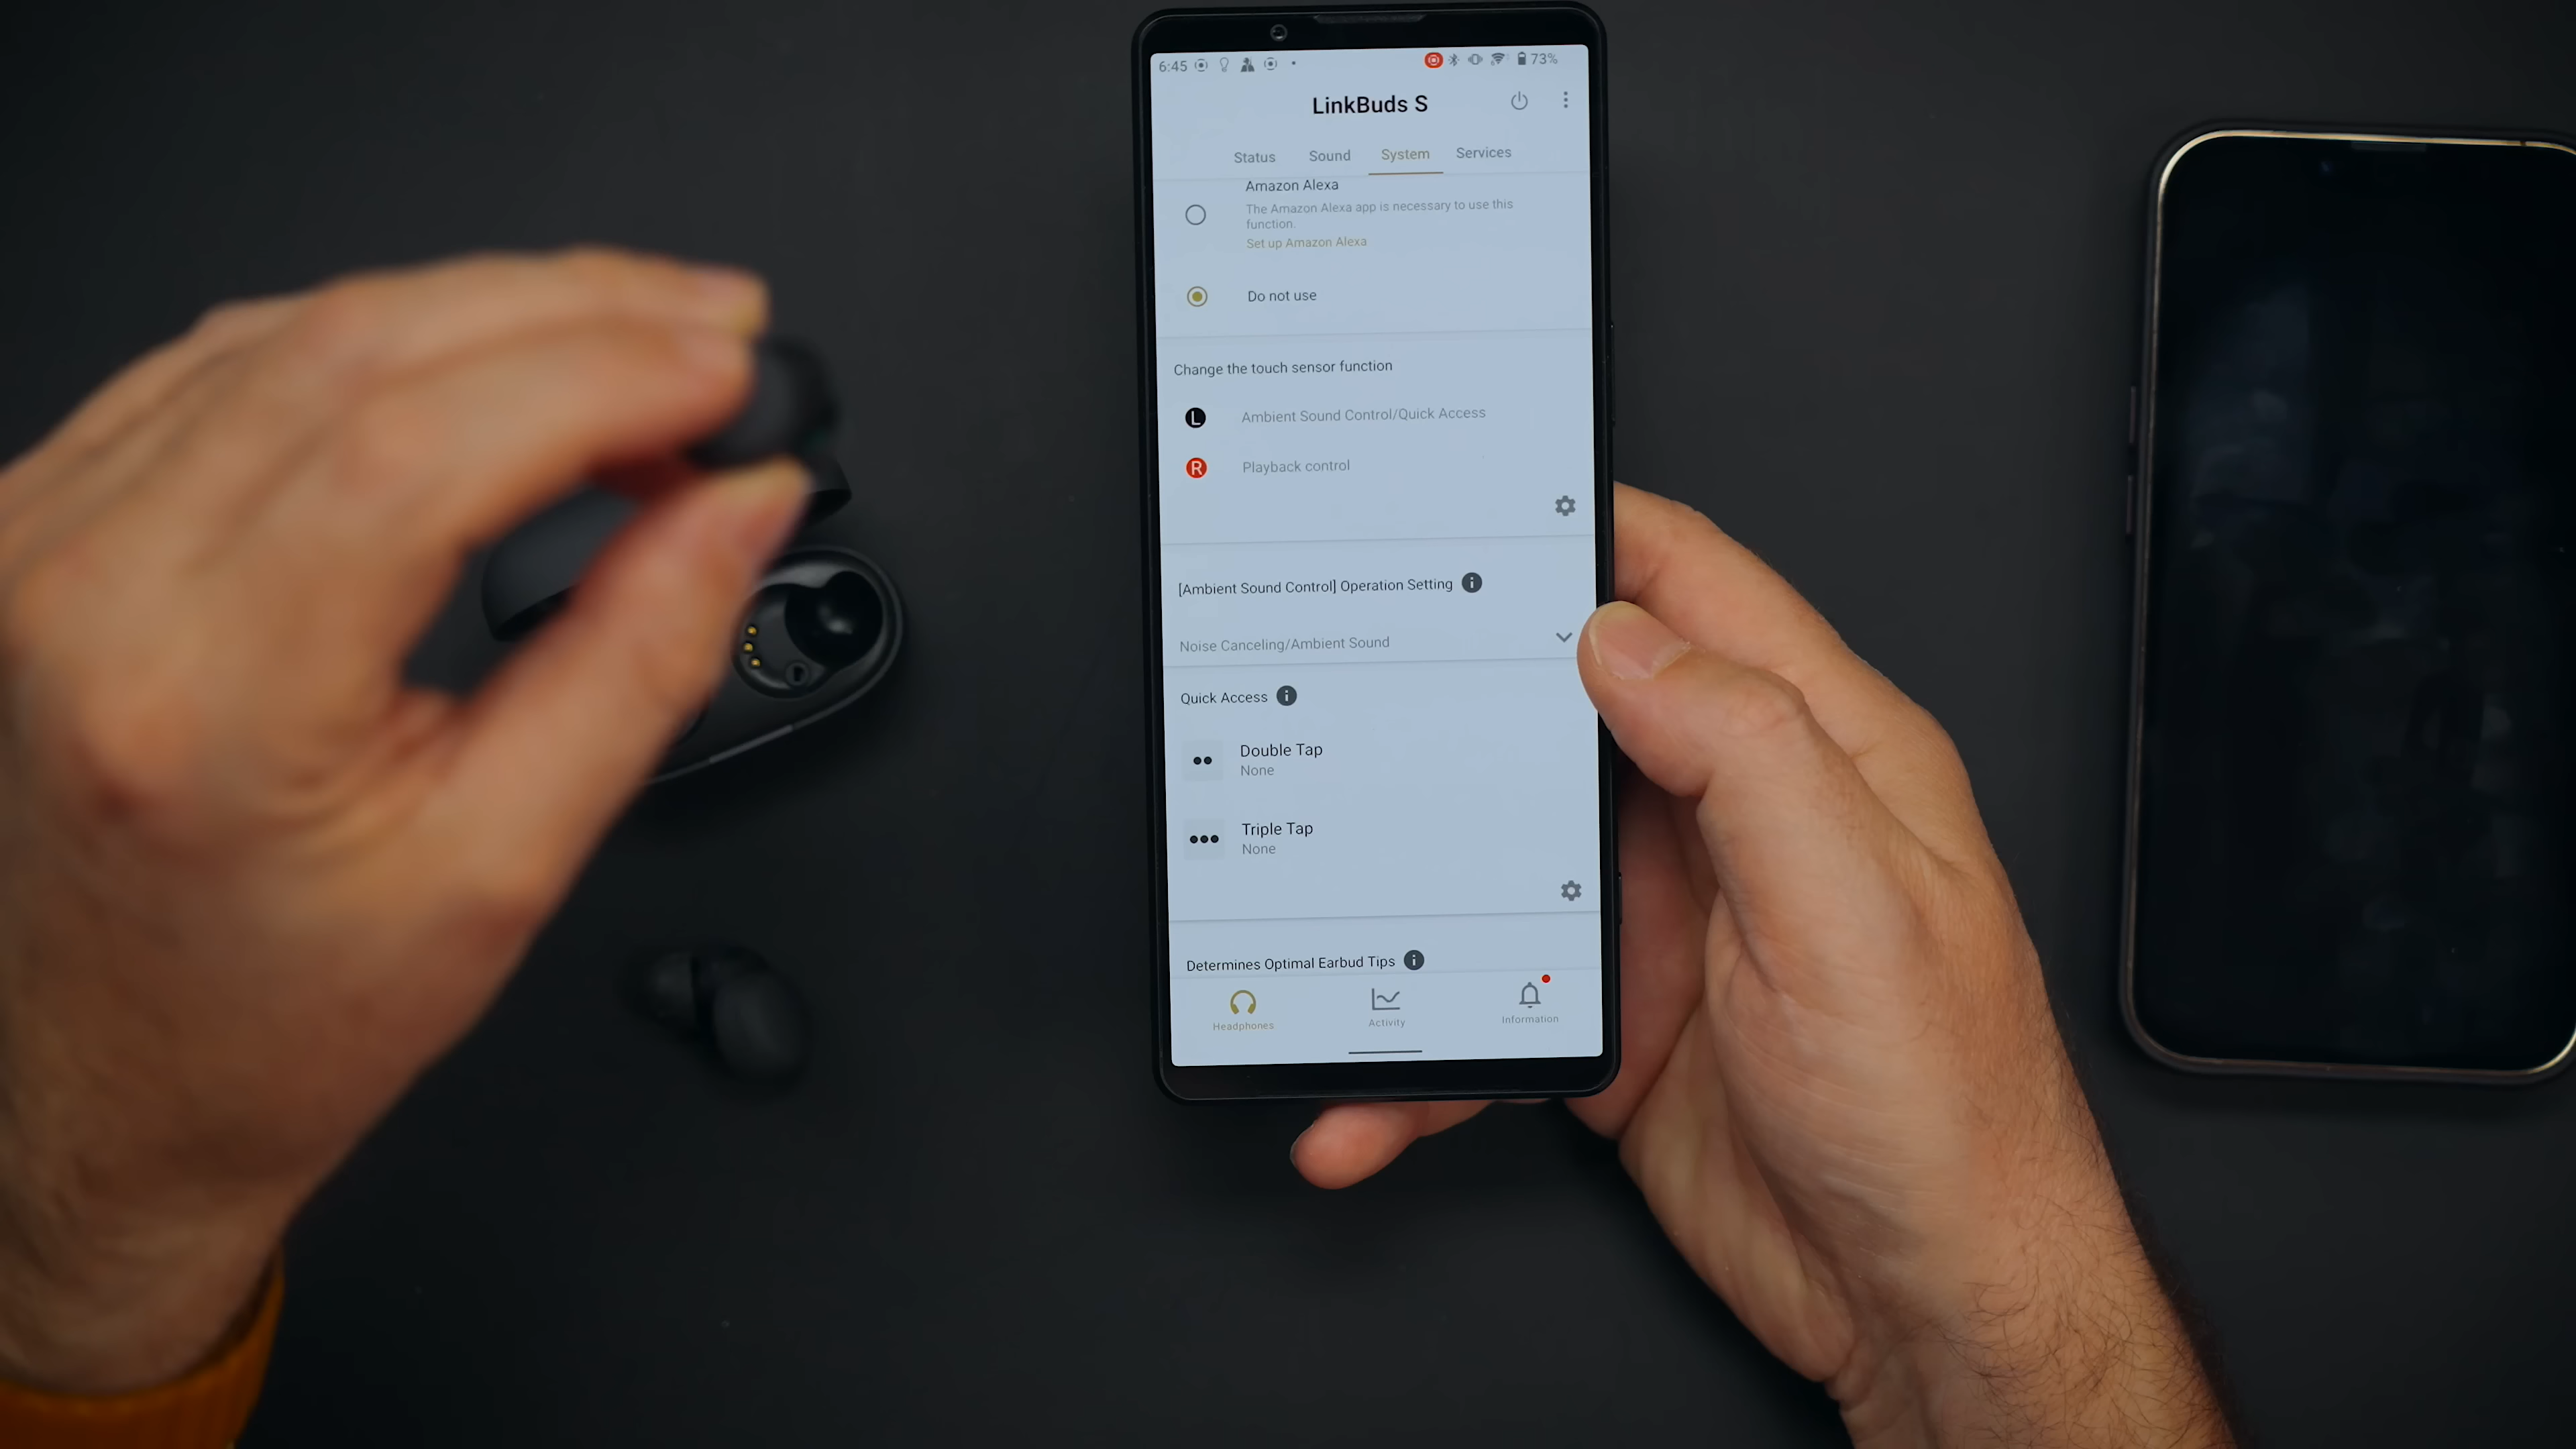 6:45
73%
LinkBuds S
Status Sound System Services
Amazon Alexa
The Amazon Alexa app is necessary to use this
function.
Set up Amazon Alexa
Do not use
Change the touch sensor function
L Ambient Sound Control/Quick Access
R Playback control
[Ambient Sound Control] Operation Setting
Noise Canceling/Ambient Sound
Quick Access
Double Tap
None
Triple Tap
None
Determines Optimal Earbud Tips
Headphones Activity Information